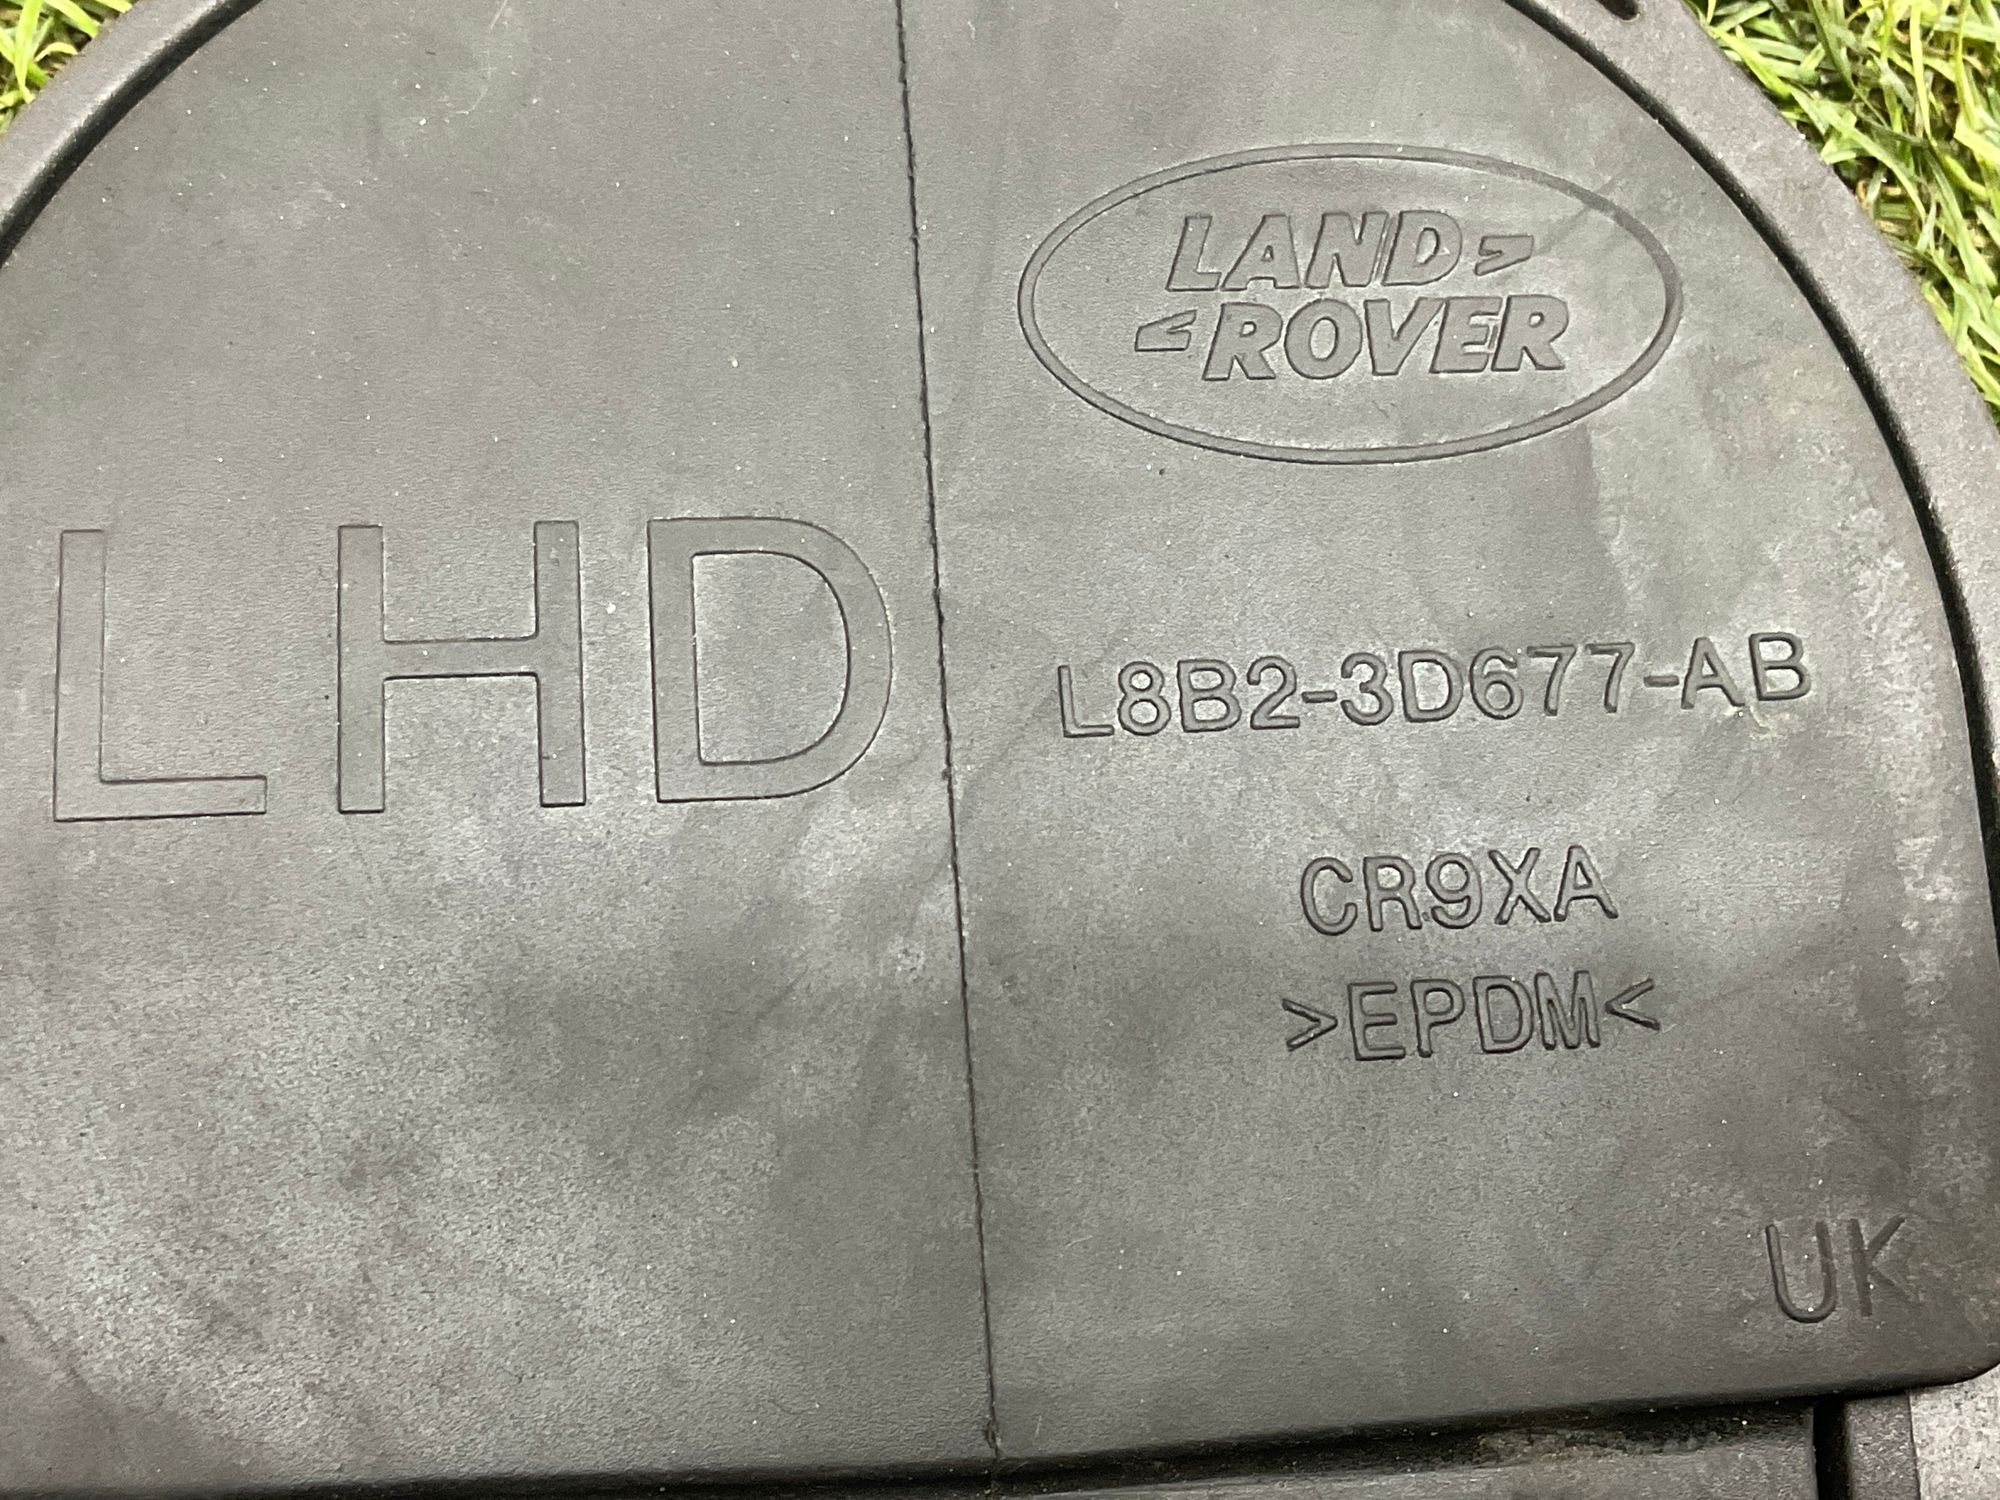 LAND
ROVER
LHD
L8B2-3D677-AB
CR9XA
>EPDM<
UK